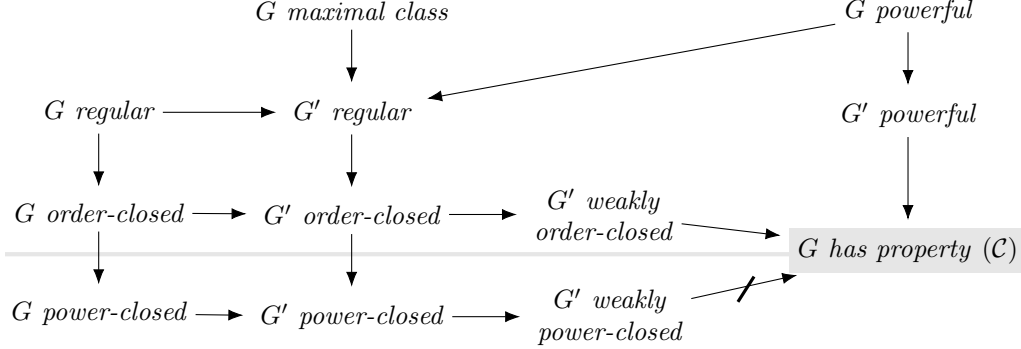 G maximal class
G powerful
G regular
G′ regular
G′ powerful
G order-closed
G′ order-closed
G′ weakly
order-closed
G has property (𝒞)
G power-closed
G′ power-closed
G′ weakly
power-closed